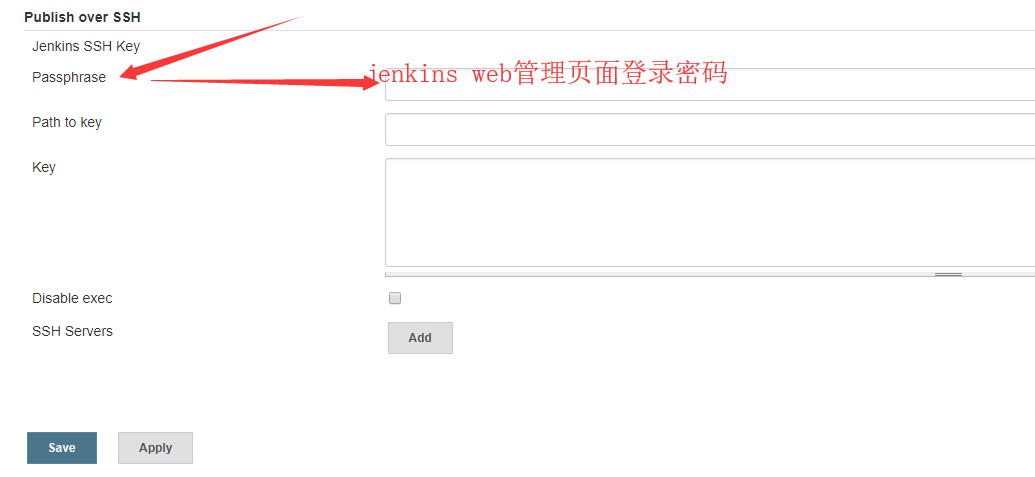 Publish over SSH
Jenkins SSH Key
Passphrase
jenkins web管理页面登录密码
Path to key
Key
Disable exec
SSH Servers
Add
Save
Apply